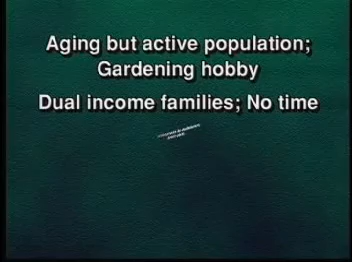 Aging but active population;
Gardening hobby
Dual income families; No time